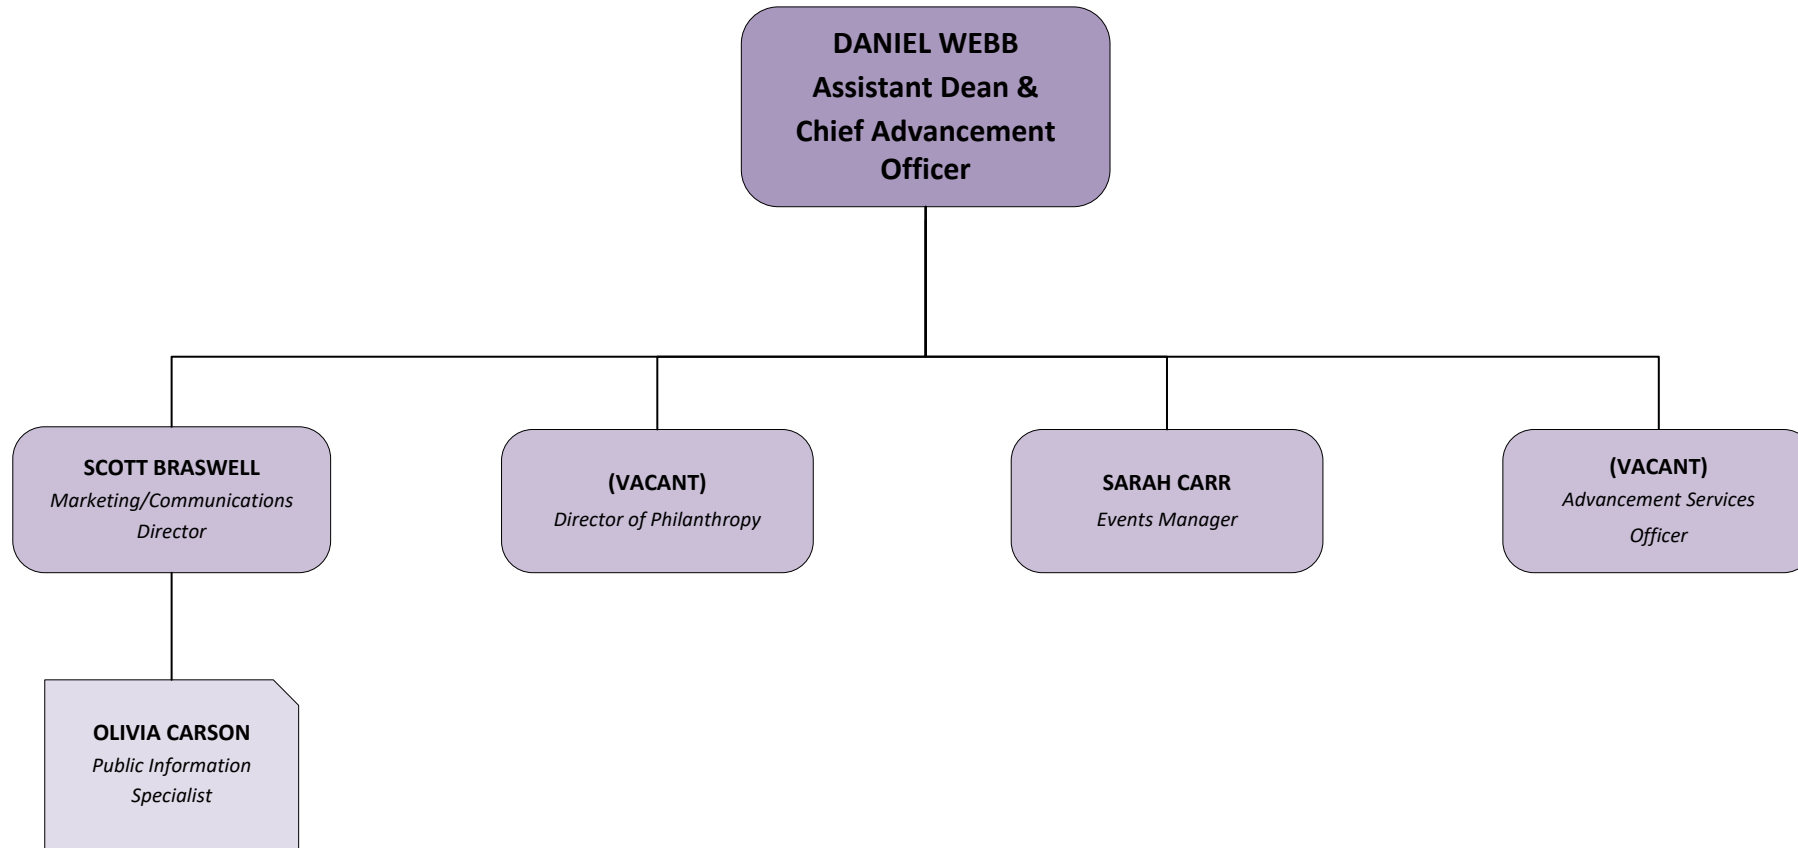 DANIEL WEBB
Assistant Dean &
Chief Advancement
Officer
SCOTT BRASWELL
Marketing/Communications
Director
(VACANT)
Director of Philanthropy
SARAH CARR
Events Manager
(VACANT)
Advancement Services
Officer
OLIVIA CARSON
Public Information
Specialist